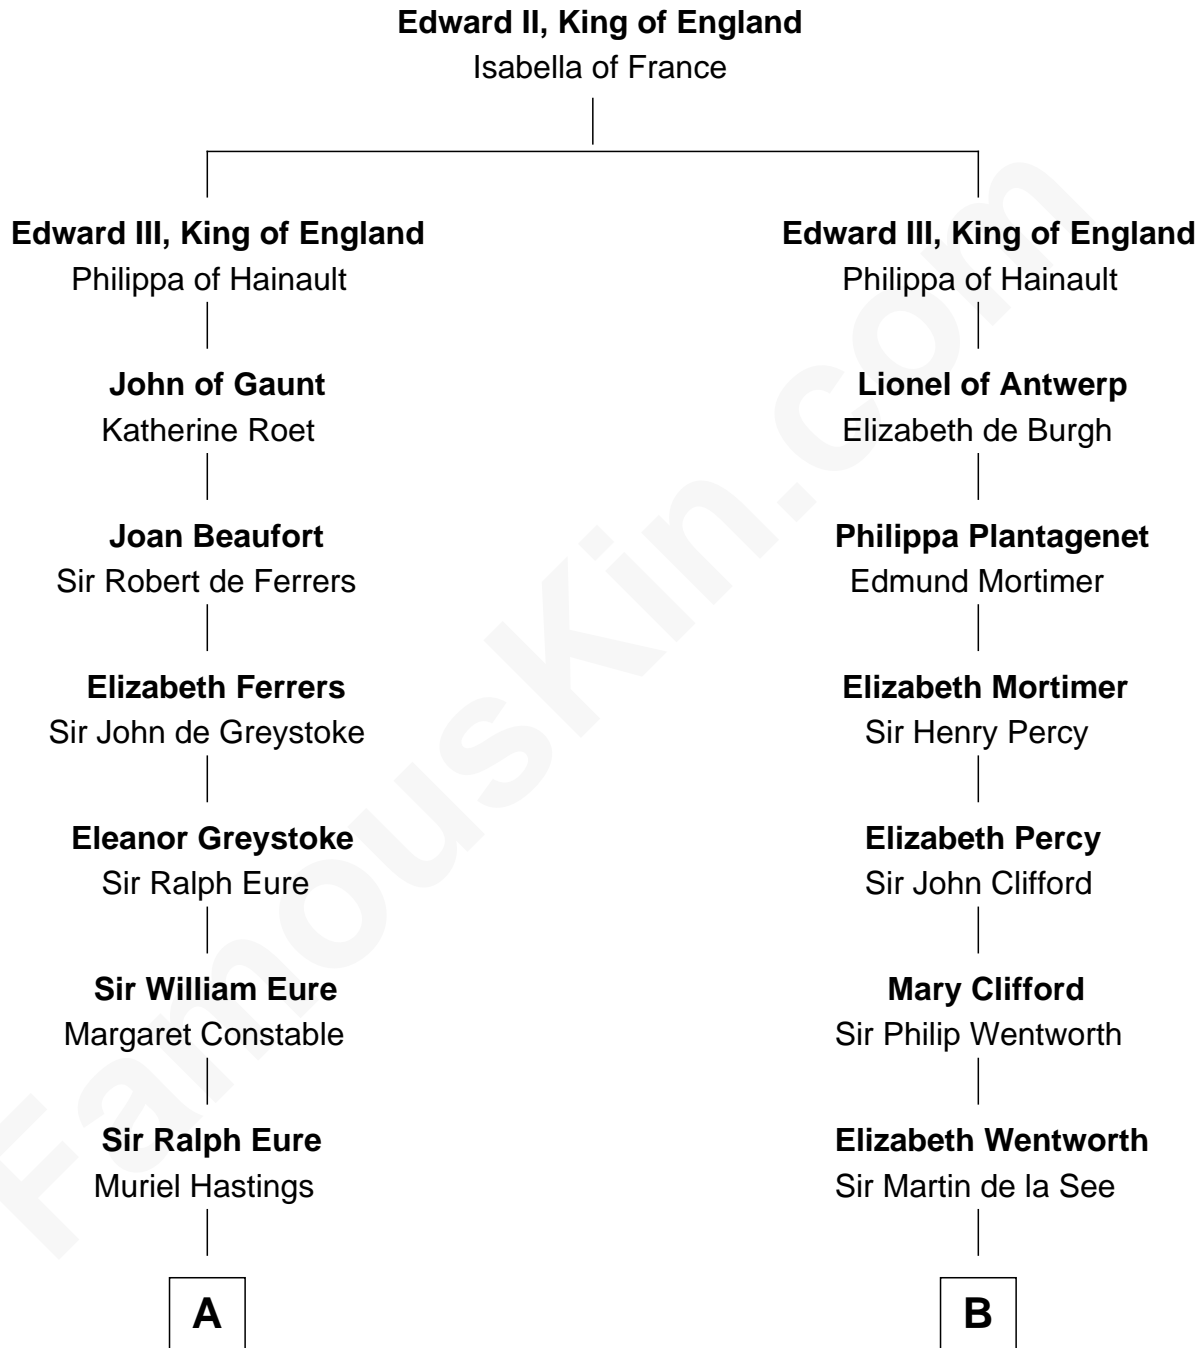 Edward II, King of England
Isabella of France
Edward III, King of England
Philippa of Hainault
John of Gaunt
Katherine Roet
Joan Beaufort
Sir Robert de Ferrers
Elizabeth Ferrers
Sir John de Greystoke
Eleanor Greystoke
Sir Ralph Eure
Sir William Eure
Margaret Constable
Sir Ralph Eure
Muriel Hastings
A
Edward III, King of England
Philippa of Hainault
Lionel of Antwerp
Elizabeth de Burgh
Philippa Plantagenet
Edmund Mortimer
Elizabeth Mortimer
Sir Henry Percy
Elizabeth Percy
Sir John Clifford
Mary Clifford
Sir Philip Wentworth
Elizabeth Wentworth
Sir Martin de la See
B
FamousKin.com